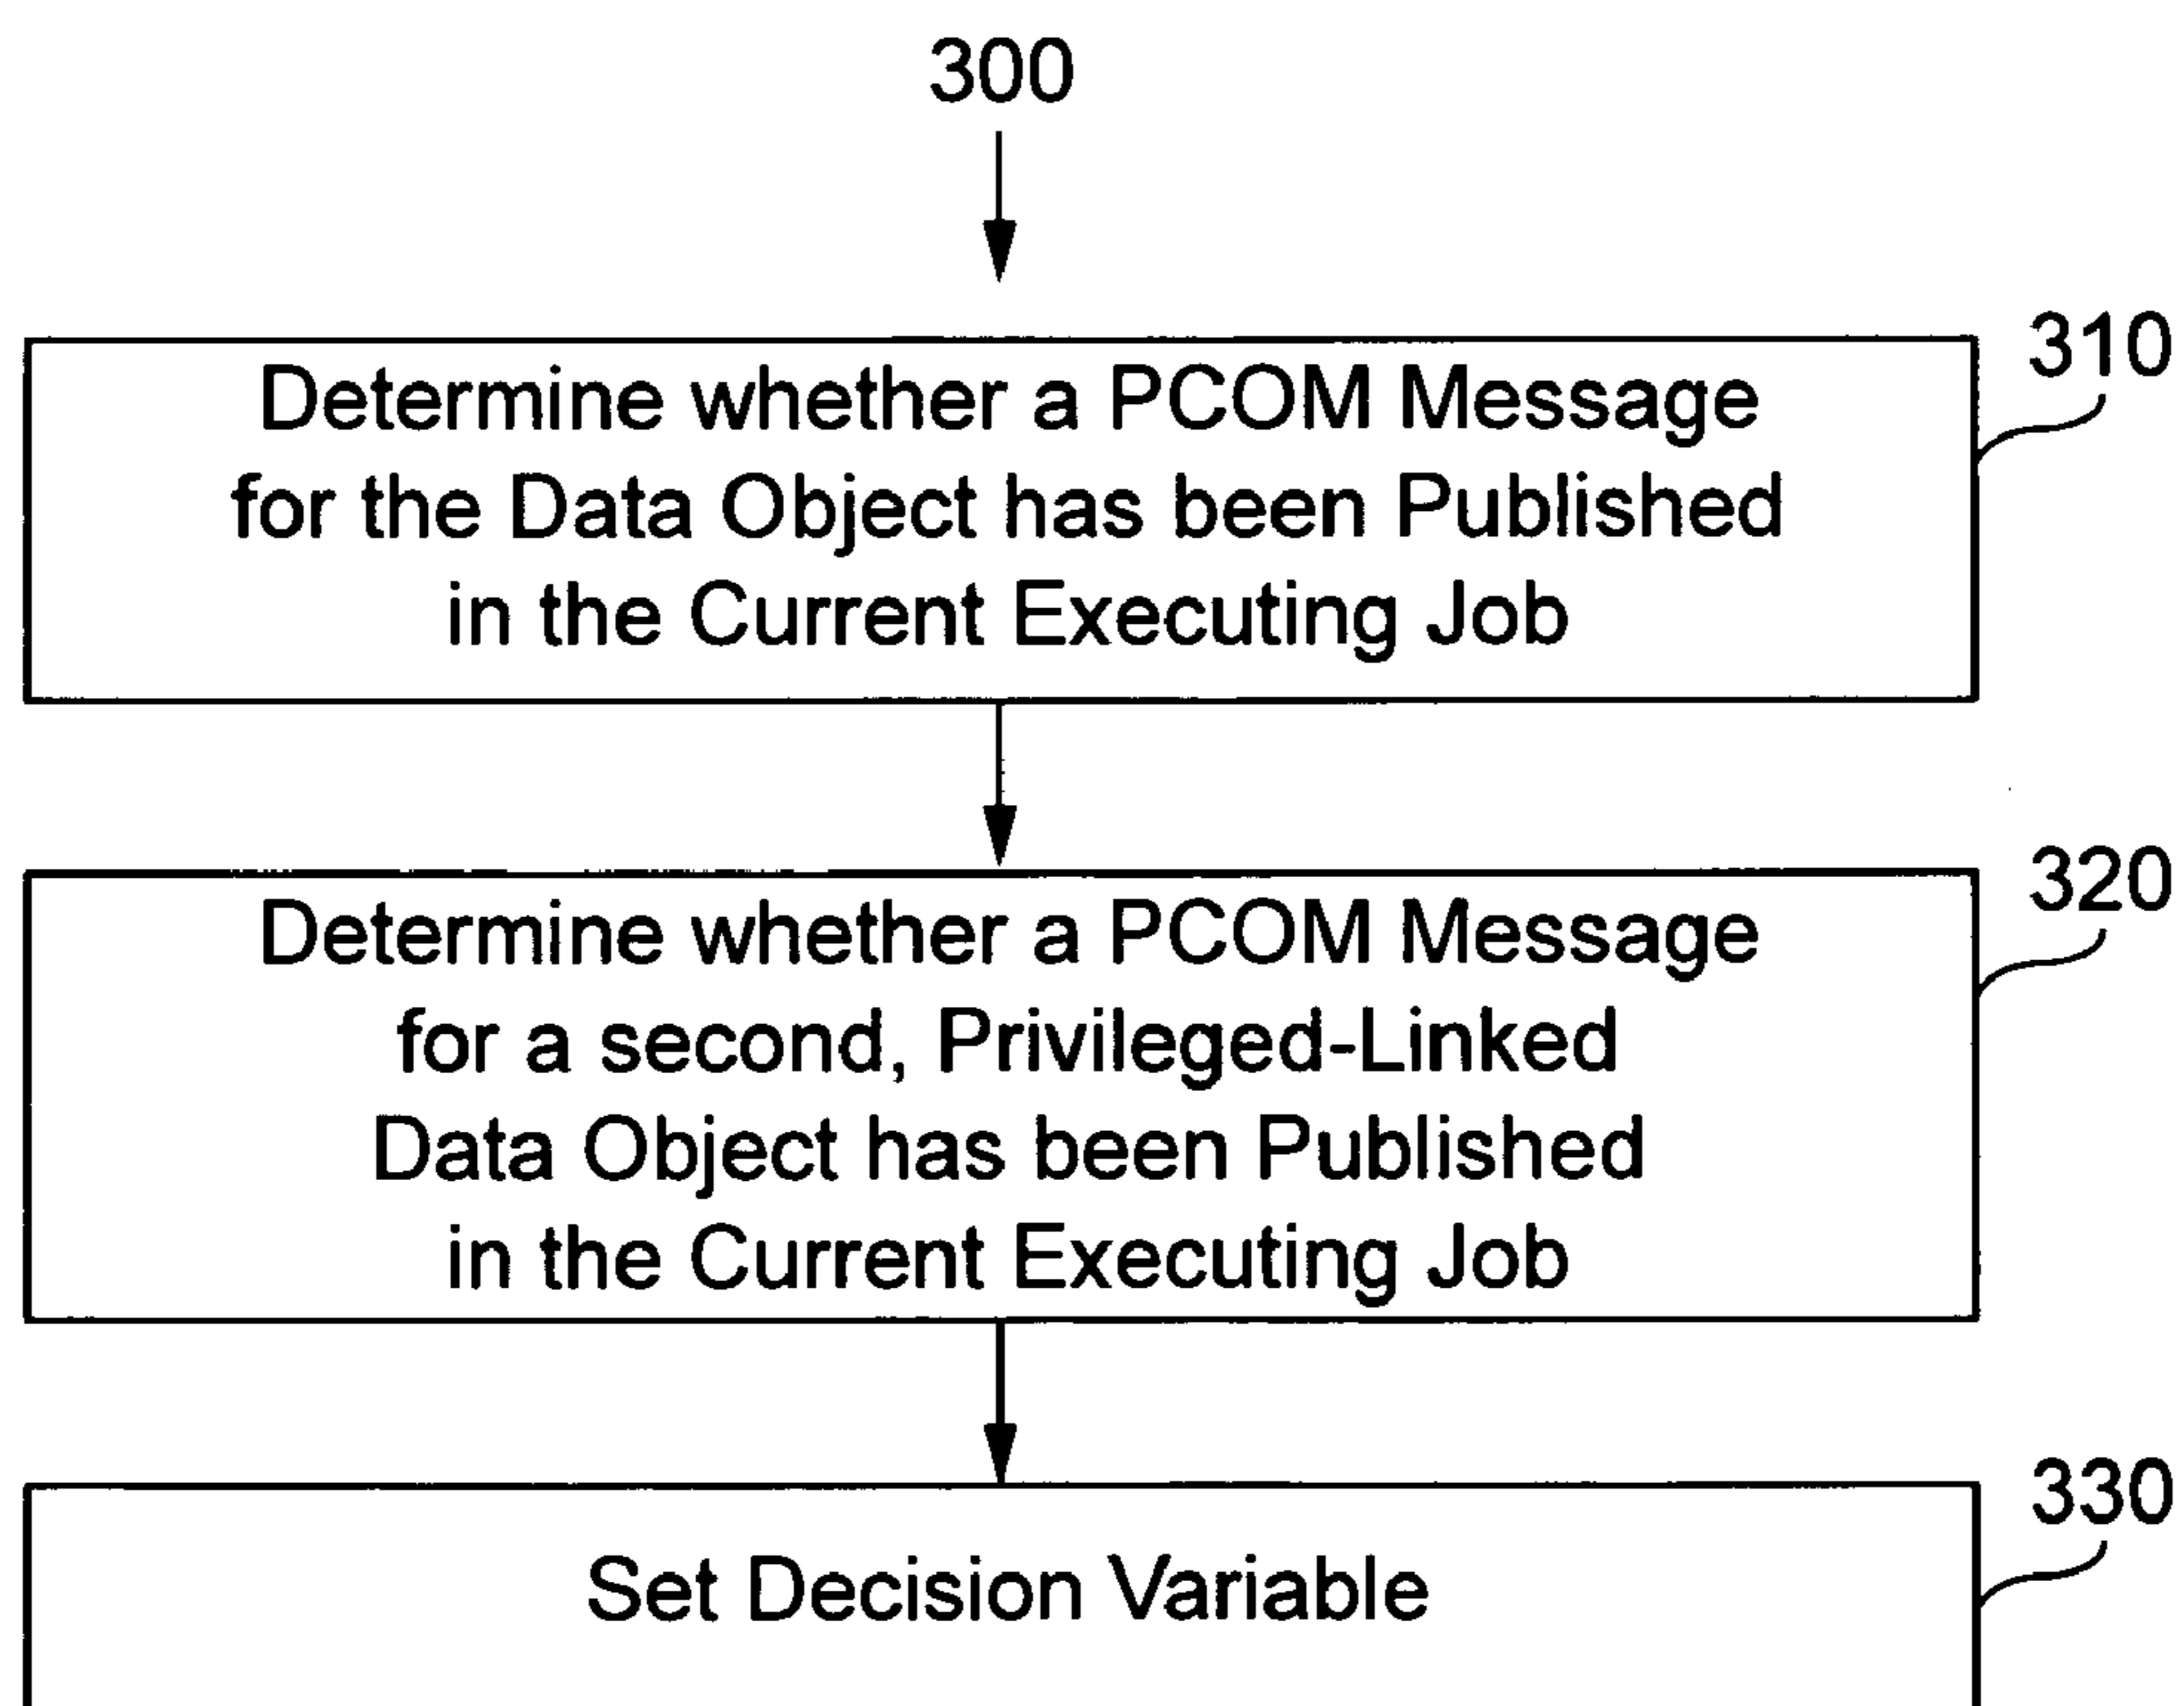 300
310
Determine whether a PCOM Message
for the Data Object has been Published
in the Current Executing Job
320
Determine whether a PCOM Message
for a second, Privileged-Linked
Data Object has been Published
in the Current Executing Job
330
Set Decision Variable